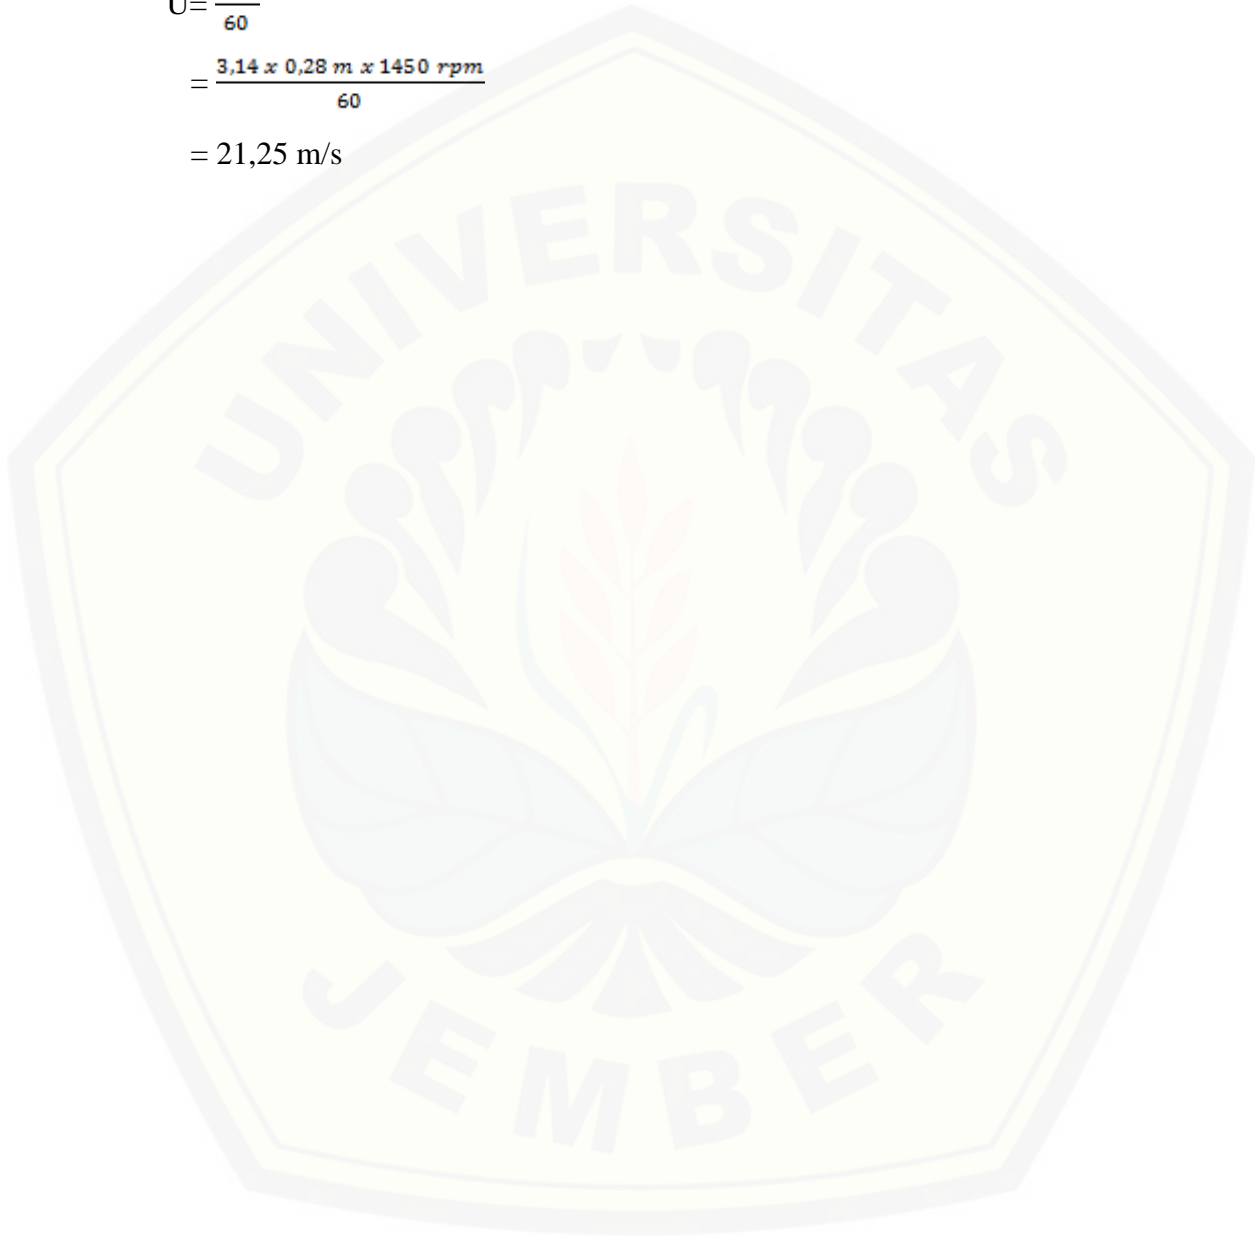 U=
60
= 3,14 x 0,28 m x 1450 rpm
60
= 21,25 m/s
UNIVERSITAS
JEMBER